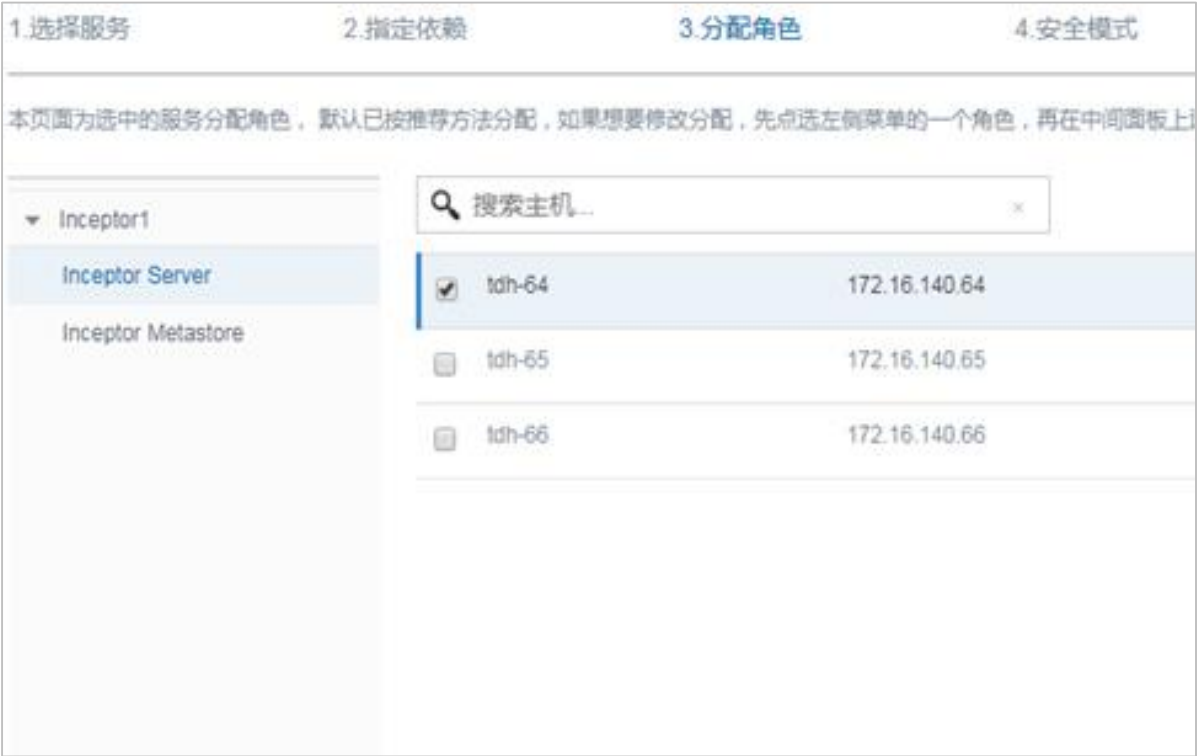 1.选择服务 2.指定依赖 3.分配角色 4.安全模式
本页面为选中的服务分配角色，默认已按推荐方法分配，如果想要修改分配，先点选左侧菜单的一个角色，再在中间面板上
搜索主机... ×
Inceptor1
Inceptor Server
Inceptor Metastore
tdh-64 172.16.140.64
tdh-65 172.16.140.65
tdh-66 172.16.140.66